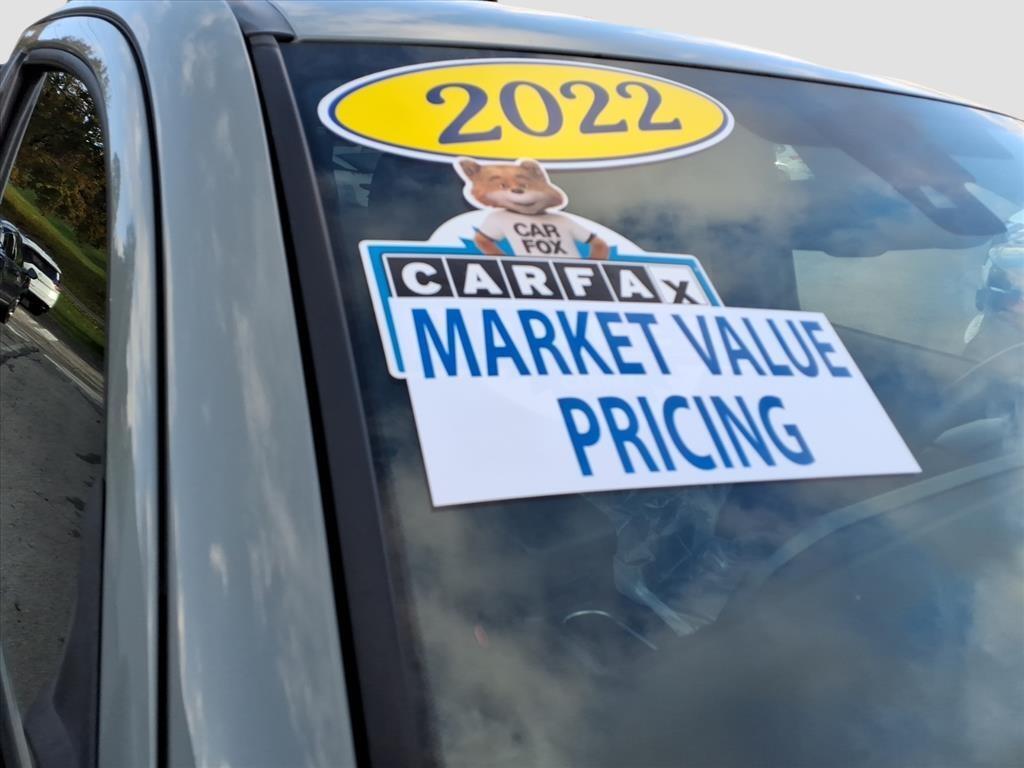 2022
CAR
FOX
CARFAX
MARKET VALUE
PRICING